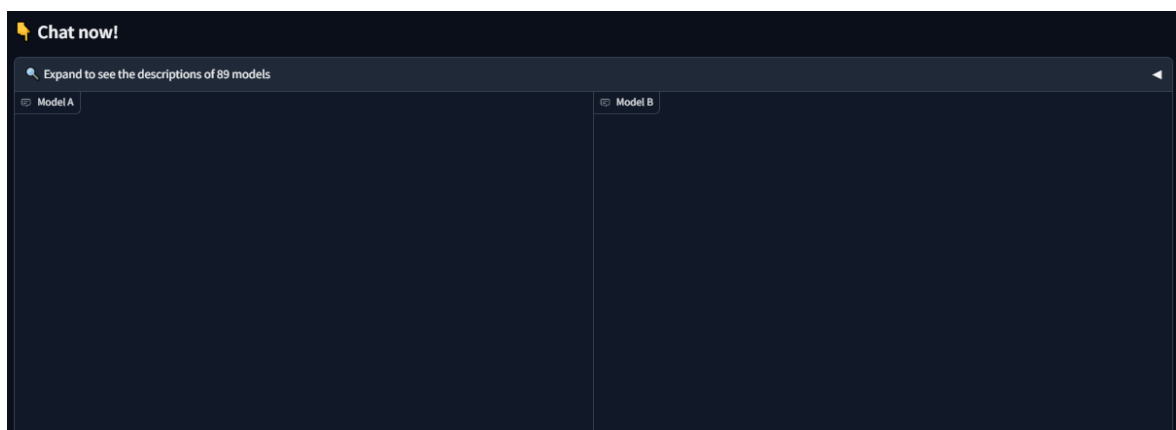 👇 Chat now!
🔍 Expand to see the descriptions of 89 models
Model A
Model B